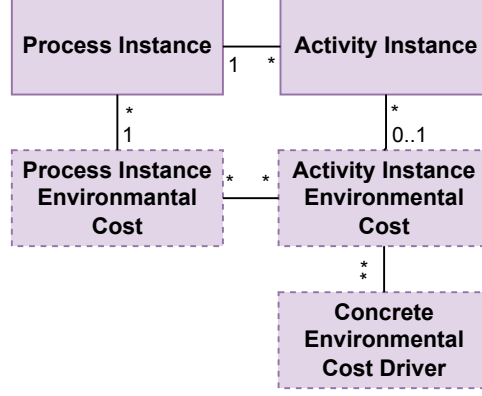 Process Instance
Activity Instance
1
*
*
1
*
0..1
Process Instance
Environmantal
Cost
*
*
Activity Instance
Environmental
Cost
*
*
Concrete
Environmental
Cost Driver